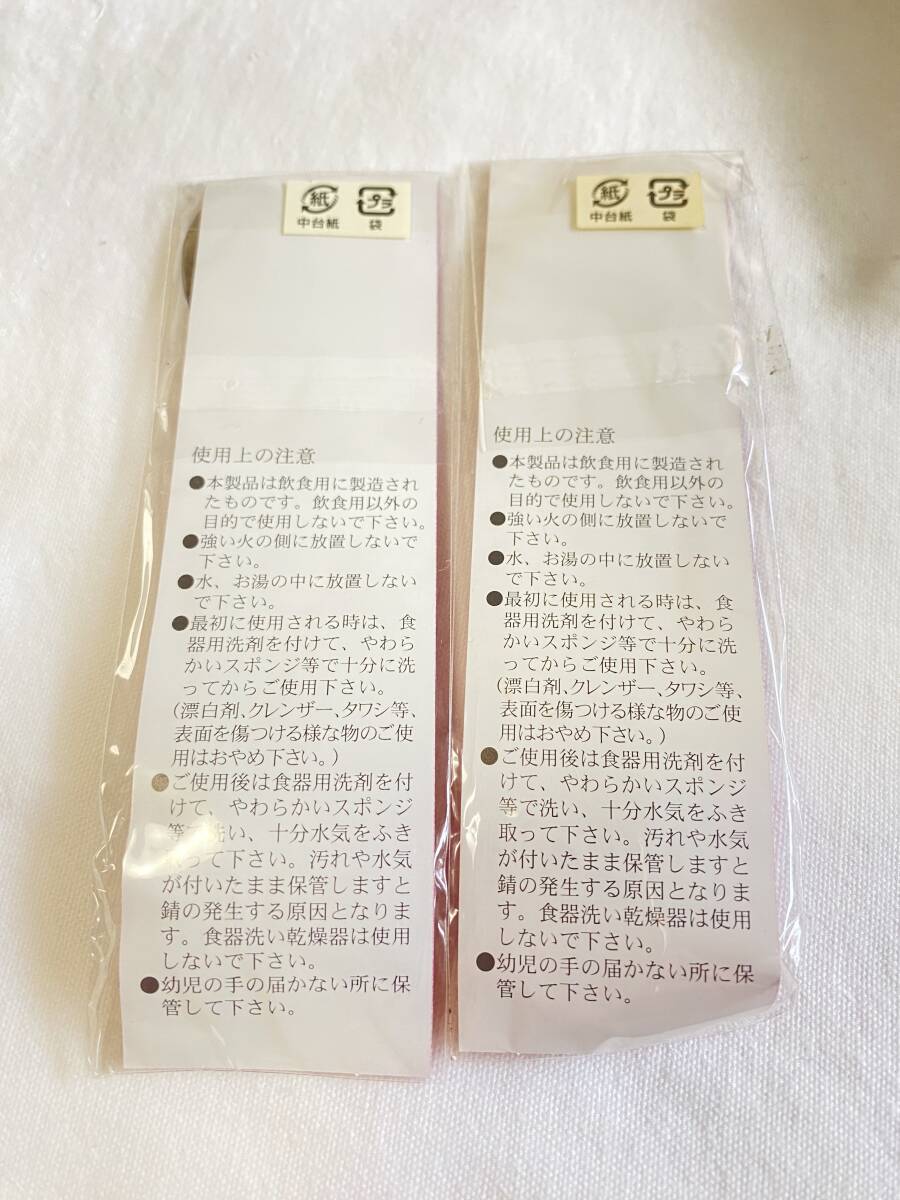 紙 プラ
中台紙 袋
使用上の注意
●本製品は飲食用に製造され
たものです。飲食用以外の
目的で使用しないで下さい。
●強い火の側に放置しないで
下さい。
●水、お湯の中に放置しない
で下さい。
●最初に使用される時は、食
器用洗剤を付けて、やわら
かいスポンジ等で十分に洗
ってからご使用下さい。
(漂白剤、クレンザー、タワシ等、
表面を傷つける様な物のご使
用はおやめ下さい。)
●ご使用後は食器用洗剤を付
けて、やわらかいスポンジ
等で洗い、十分水気をふき
取って下さい。汚れや水気
が付いたまま保管しますと
錆の発生する原因となりま
す。食器洗い乾燥器は使用
しないで下さい。
●幼児の手の届かない所に保
管して下さい。
紙 プラ
中台紙 袋
使用上の注意
●本製品は飲食用に製造され
たものです。飲食用以外の
目的で使用しないで下さい。
●強い火の側に放置しないで
下さい。
●水、お湯の中に放置しない
で下さい。
●最初に使用される時は、食
器用洗剤を付けて、やわら
かいスポンジ等で十分に洗
ってからご使用下さい。
(漂白剤、クレンザー、タワシ等、
表面を傷つける様な物のご使
用はおやめ下さい。)
●ご使用後は食器用洗剤を付
けて、やわらかいスポンジ
等で洗い、十分水気をふき
取って下さい。汚れや水気
が付いたまま保管しますと
錆の発生する原因となりま
す。食器洗い乾燥器は使用
しないで下さい。
●幼児の手の届かない所に保
管して下さい。